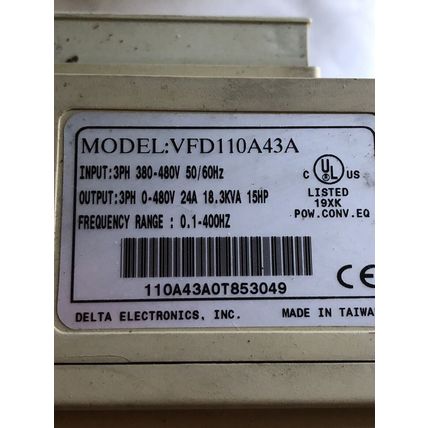 MODEL:VFD110A43A
INPUT:3PH 380-480V 50/60Hz
OUTPUT:3PH 0-480V 24A 18.3KVA 15HP
FREQUENCY RANGE : 0.1-400HZ
C UL US
LISTED
19XK
POW.CONV.EQ
110A43A0T853049
CE
DELTA ELECTRONICS, INC. MADE IN TAIWA